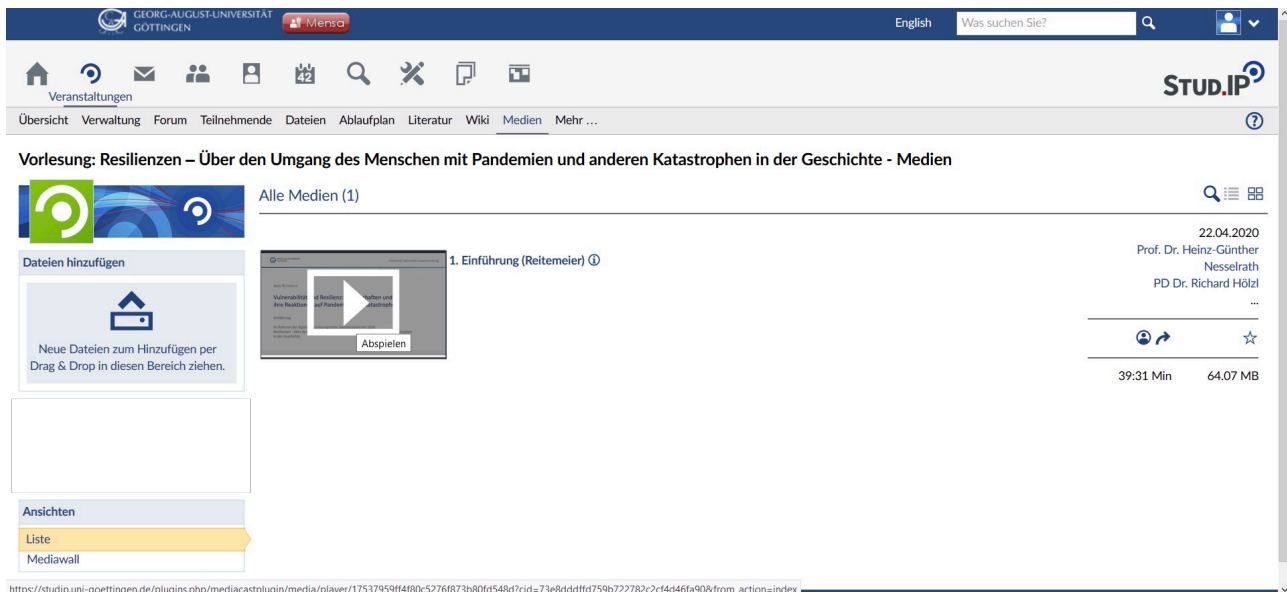 GEORG-AUGUST-UNIVERSITÄT
GÖTTINGEN
Mensa
English
Was suchen Sie?
42
Veranstaltungen
STUD.IP
Übersicht Verwaltung Forum Teilnehmende Dateien Ablaufplan Literatur Wiki Medien Mehr ...
Vorlesung: Resilienzen – Über den Umgang des Menschen mit Pandemien und anderen Katastrophen in der Geschichte - Medien
Alle Medien (1)
22.04.2020
Prof. Dr. Heinz-Günther
Nesselrath
PD Dr. Richard Hölzl
...
Dateien hinzufügen
1. Einführung (Reitemeier)
Abspielen
Neue Dateien zum Hinzufügen per
Drag & Drop in diesen Bereich ziehen.
39:31 Min 64.07 MB
Ansichten
Liste
Mediawall